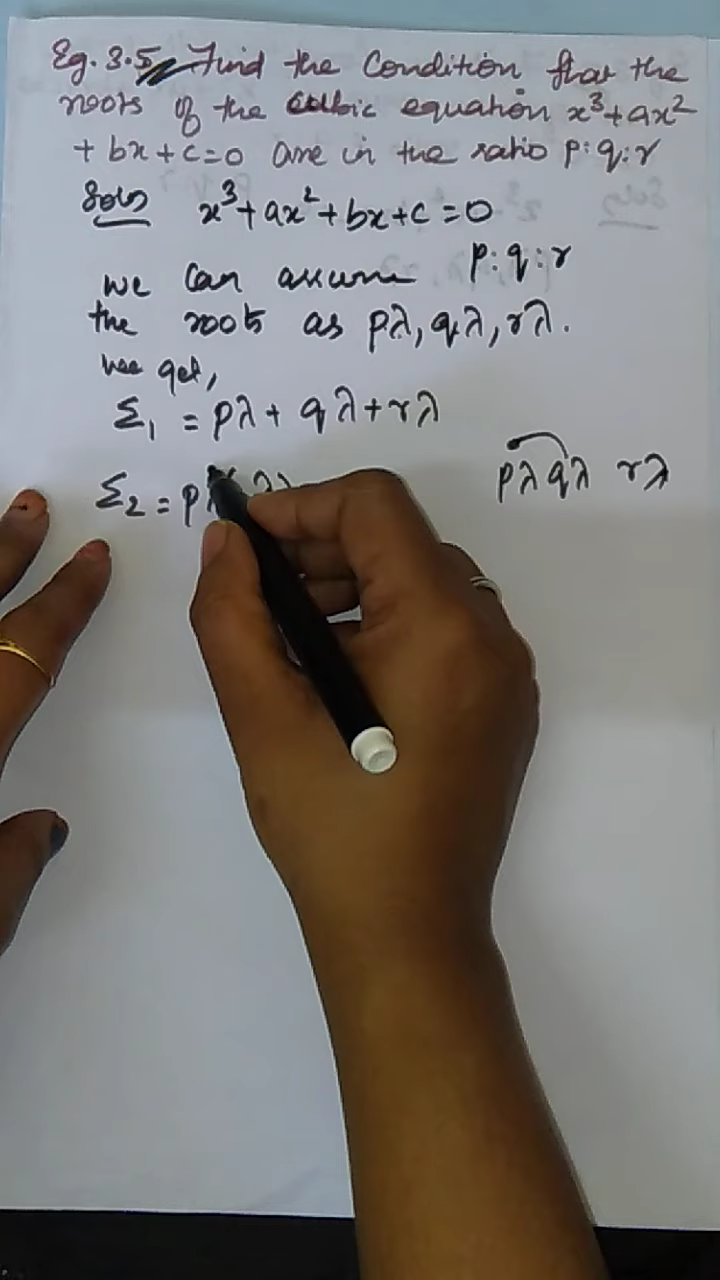 Eg. 3.5 Find the Condition that the
roots of the cubic equation x³+ax²
+ bx+c=0 are in the ratio p:q:r
Soln x³+ax²+bx+c=0
we can assume p:q:r
the roots as pλ, qλ, rλ.
we get,
Σ₁ = pλ + qλ+rλ
Σ₂ = p
pλ qλ rλ